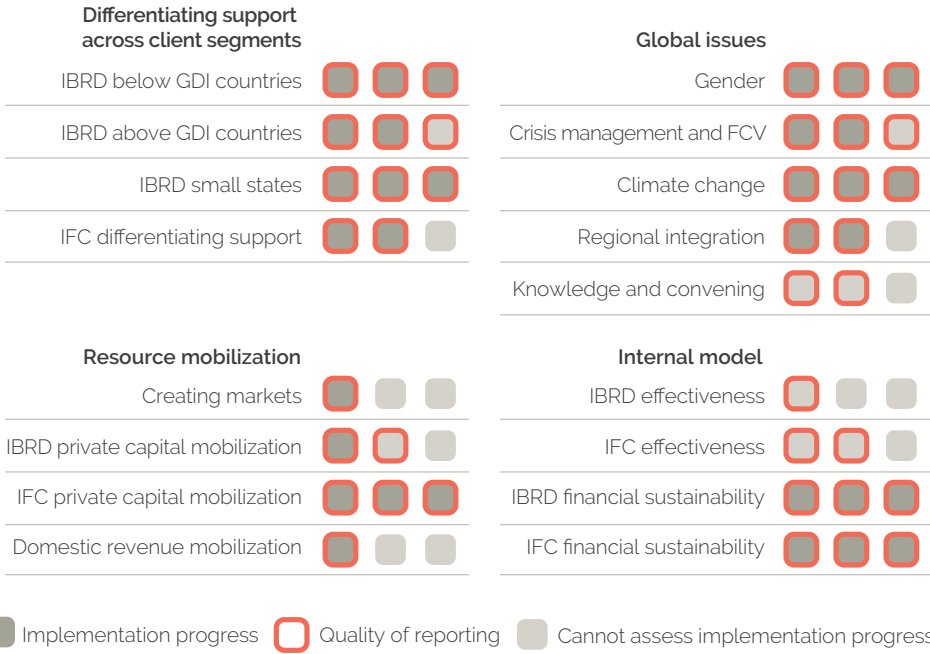 Differentiating support
across client segments
IBRD below GDI countries
IBRD above GDI countries
IBRD small states
IFC differentiating support
Global issues
Gender
Crisis management and FCV
Climate change
Regional integration
Knowledge and convening
Resource mobilization
Creating markets
IBRD private capital mobilization
IFC private capital mobilization
Domestic revenue mobilization
Internal model
IBRD effectiveness
IFC effectiveness
IBRD financial sustainability
IFC financial sustainability
Implementation progress
Quality of reporting
Cannot assess implementation progress